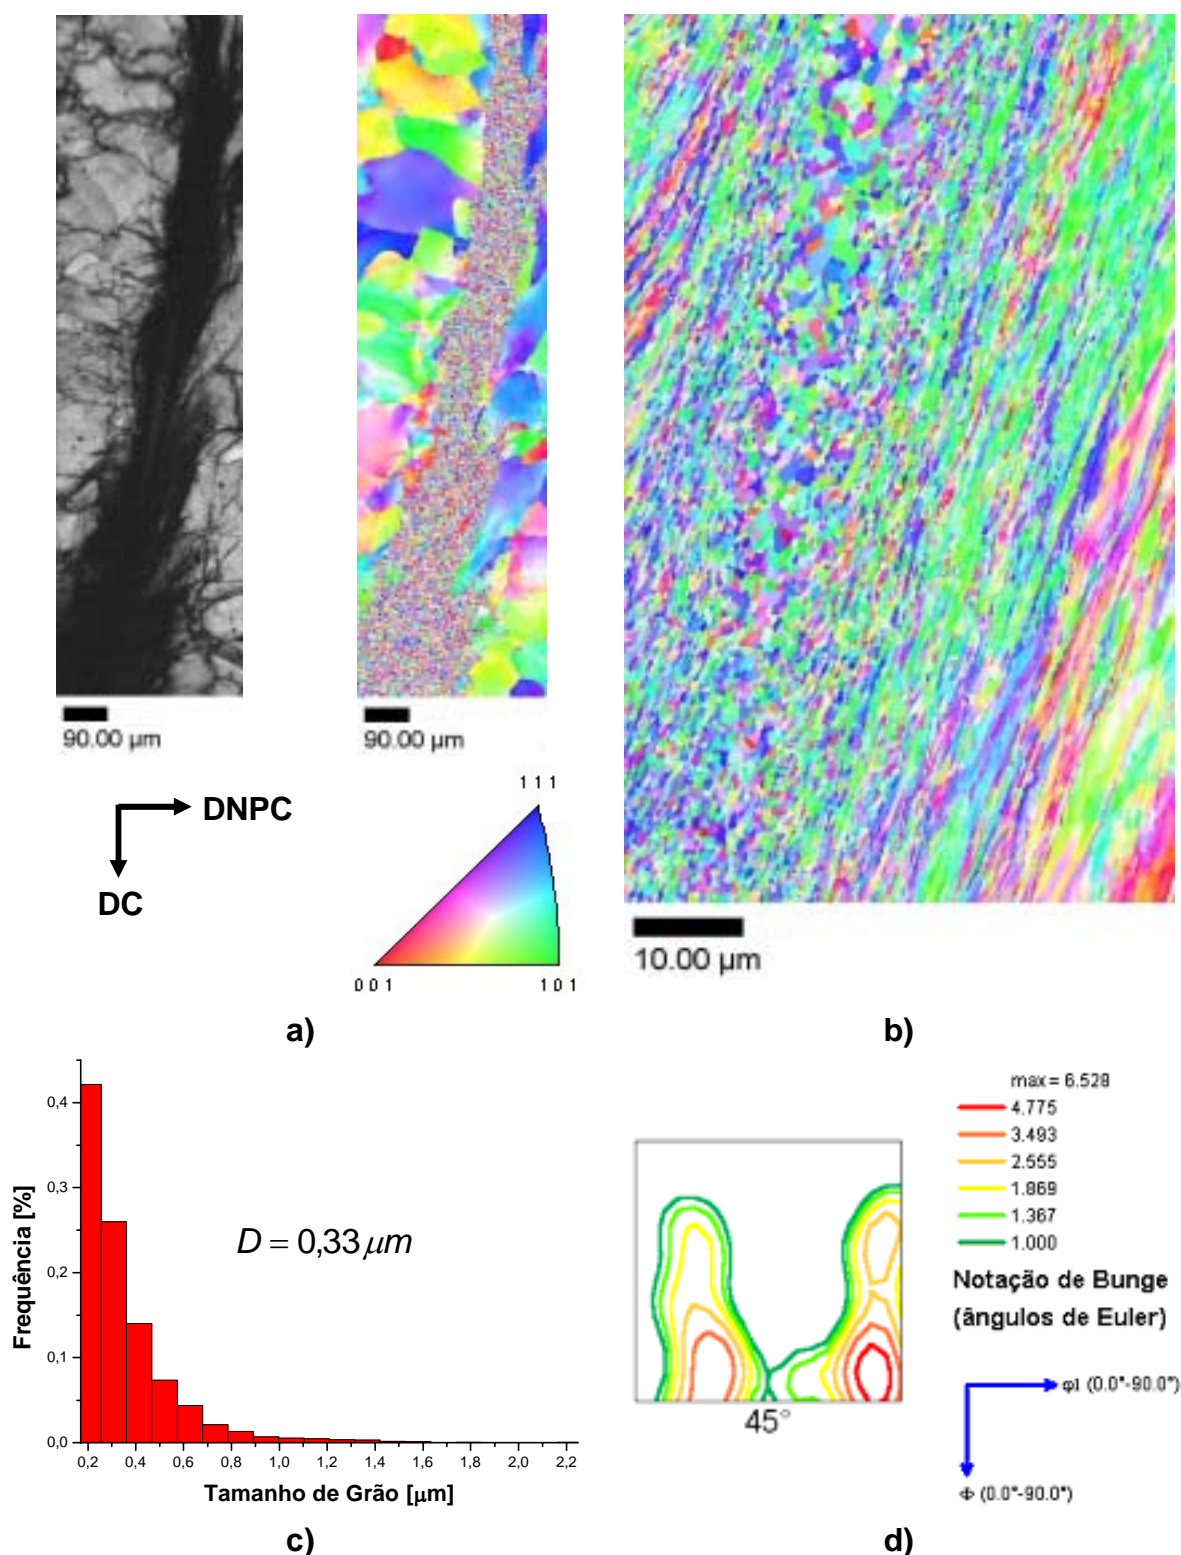 90.00 µm
90.00 µm
DNPC
DC
1 1 1
0 0 1
1 0 1
10.00 µm
a)
b)
Frequência [%]
0,4
0,3
0,2
0,1
0,0
D = 0,33 µm
0,2 0,4 0,6 0,8 1,0 1,2 1,4 1,6 1,8 2,0 2,2
Tamanho de Grão [µm]
c)
45°
max = 6.528
4.775
3.493
2.555
1.869
1.367
1.000
Notação de Bunge
(ângulos de Euler)
φ1 (0.0°-90.0°)
Φ (0.0°-90.0°)
d)